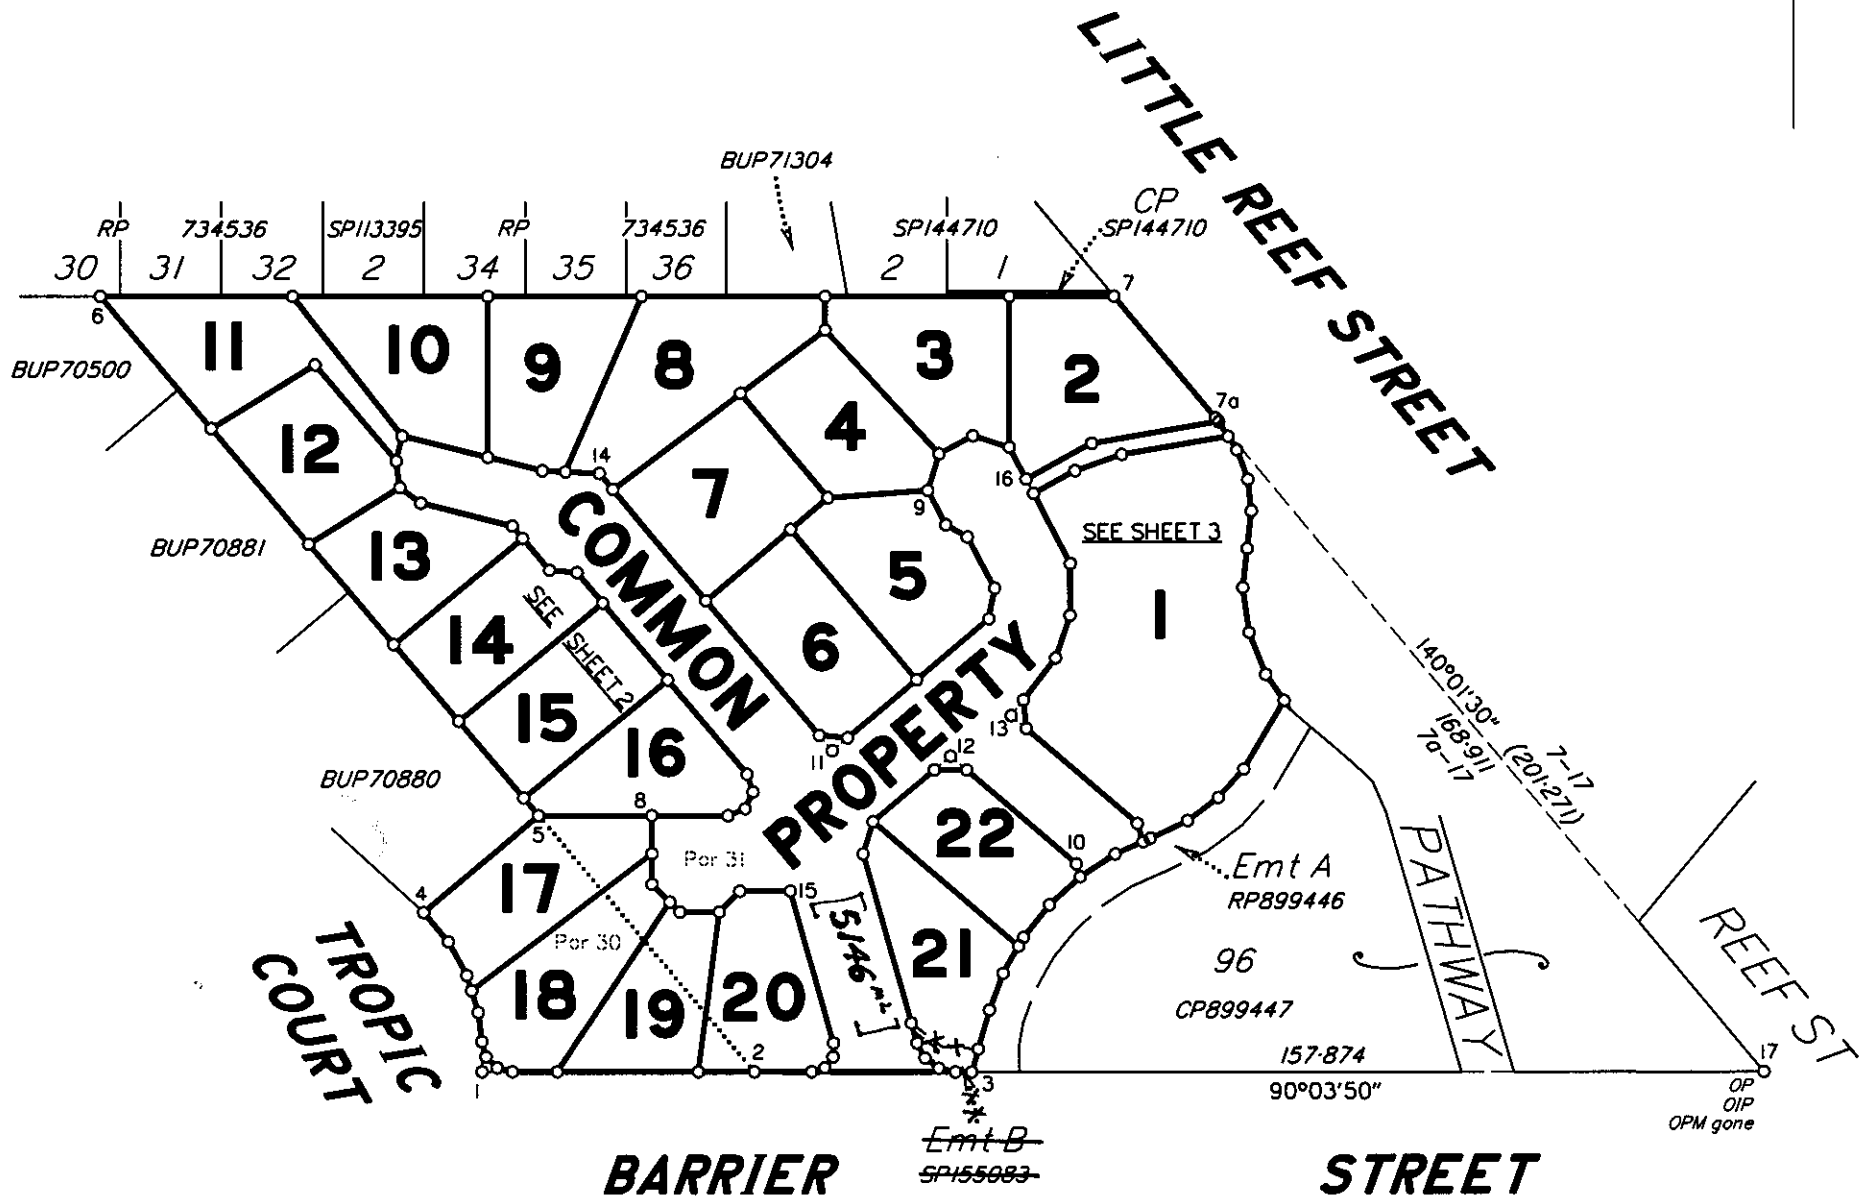 LITTLE REEF STREET
BUP71304
CP
SP144710
RP 734536 SP113395 RP 734536 SP144710
30 31 32 2 34 35 36 2 1
6
7
BUP70500
11
10
9
8
3
2
7a
12
4
14
7
16
9
BUP70881
13
COMMON
SEE SHEET 3
5
1
14
SEE SHEET 2
6
15
16
11 a
13 a
PROPERTY
a 12
140°01'30"
168·911
7a-17
7-17
(201·271)
BUP70880
8
5
22
10
Por 31
Emt A
RP899446
PATHWAY
17
4
15
[5146 m2]
Por 30
21
96
REEF ST
TROPIC
COURT
18
19
20
CP899447
1
2
3
157·874
90°03'50"
17
OP
OIP
OPM gone
Emt B
SP155083
BARRIER STREET